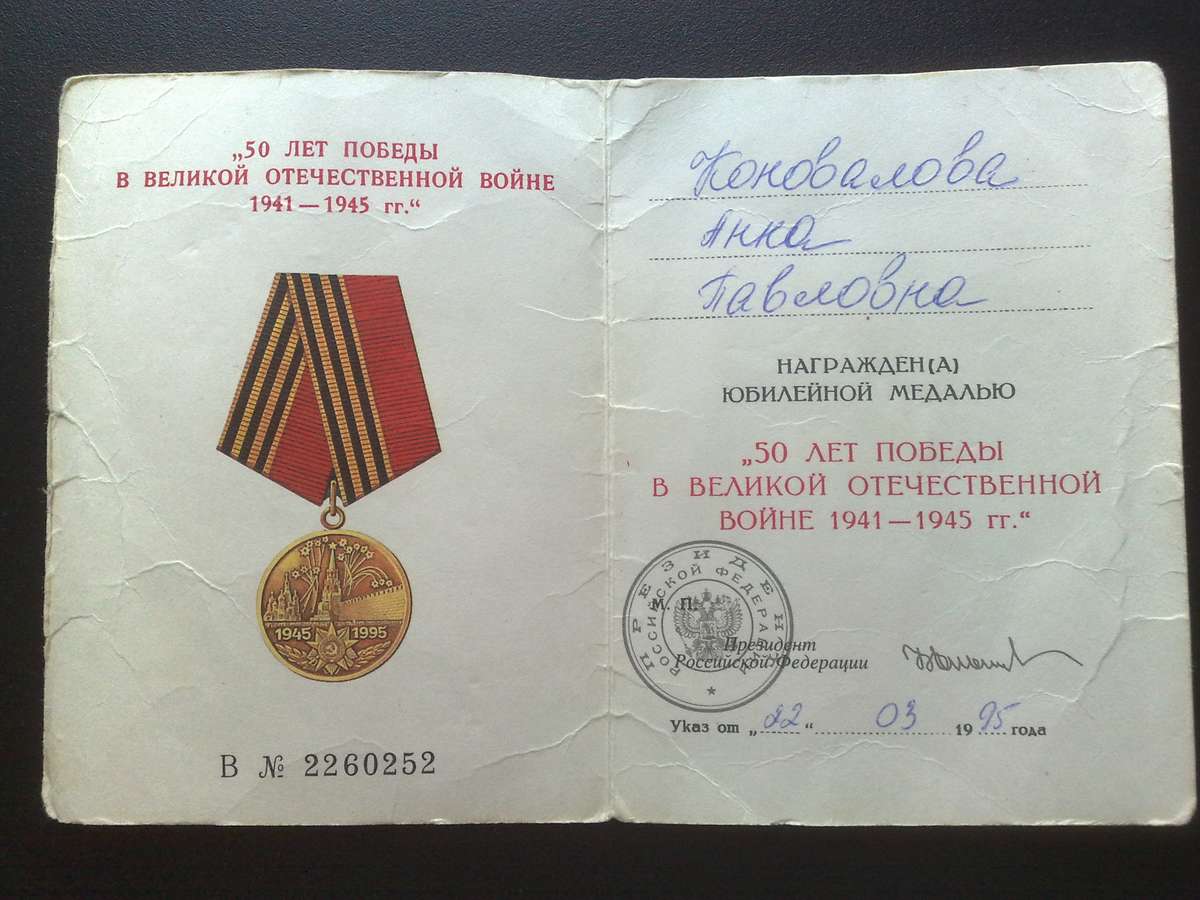 „50 ЛЕТ ПОБЕДЫ
В ВЕЛИКОЙ ОТЕЧЕСТВЕННОЙ ВОЙНЕ
1941—1945 гг.“
1945 1995
В № 2260252
Коновалова
Анна
Павловна
НАГРАЖДЕН(А)
ЮБИЛЕЙНОЙ МЕДАЛЬЮ
„50 ЛЕТ ПОБЕДЫ
В ВЕЛИКОЙ ОТЕЧЕСТВЕННОЙ
ВОЙНЕ 1941—1945 гг.“
ПРЕЗИДЕНТ
РОССИЙСКОЙ ФЕДЕРАЦИИ
М. П.
Президент
Российской Федерации
Указ от „22“ 03 1995 года